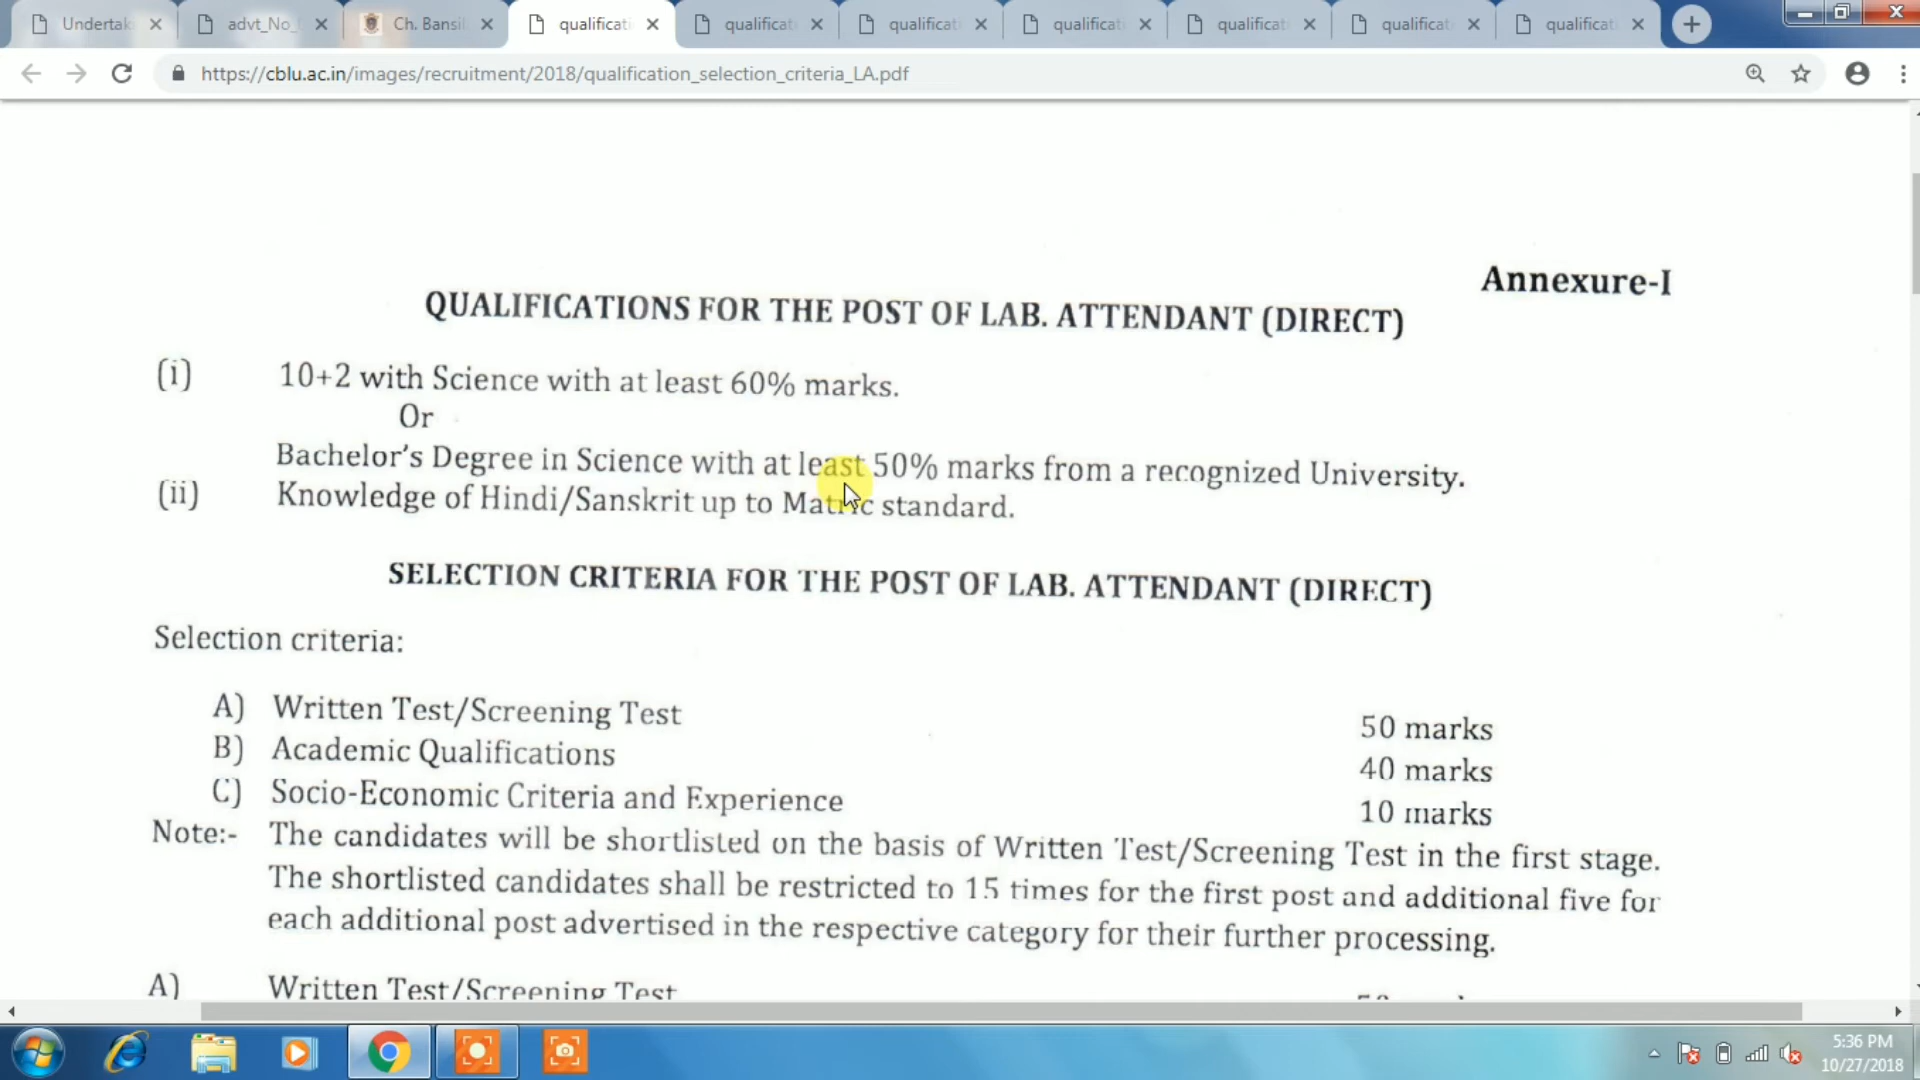 Undertak
advt_No_
Ch. Bansil
qualificati
qualificati
qualificati
qualificati
qualificati
qualificati
qualificati
https://cblu.ac.in/images/recruitment/2018/qualification_selection_criteria_LA.pdf
Annexure-I
QUALIFICATIONS FOR THE POST OF LAB. ATTENDANT (DIRECT)
(i) 10+2 with Science with at least 60% marks.
Or
Bachelor's Degree in Science with at least 50% marks from a recognized University.
(ii) Knowledge of Hindi/Sanskrit up to Matric standard.
SELECTION CRITERIA FOR THE POST OF LAB. ATTENDANT (DIRECT)
Selection criteria:
A) Written Test/Screening Test 50 marks
B) Academic Qualifications 40 marks
C) Socio-Economic Criteria and Experience 10 marks
Note:- The candidates will be shortlisted on the basis of Written Test/Screening Test in the first stage.
The shortlisted candidates shall be restricted to 15 times for the first post and additional five for
each additional post advertised in the respective category for their further processing.
A) Written Test/Screening Test
5:36 PM
10/27/2018